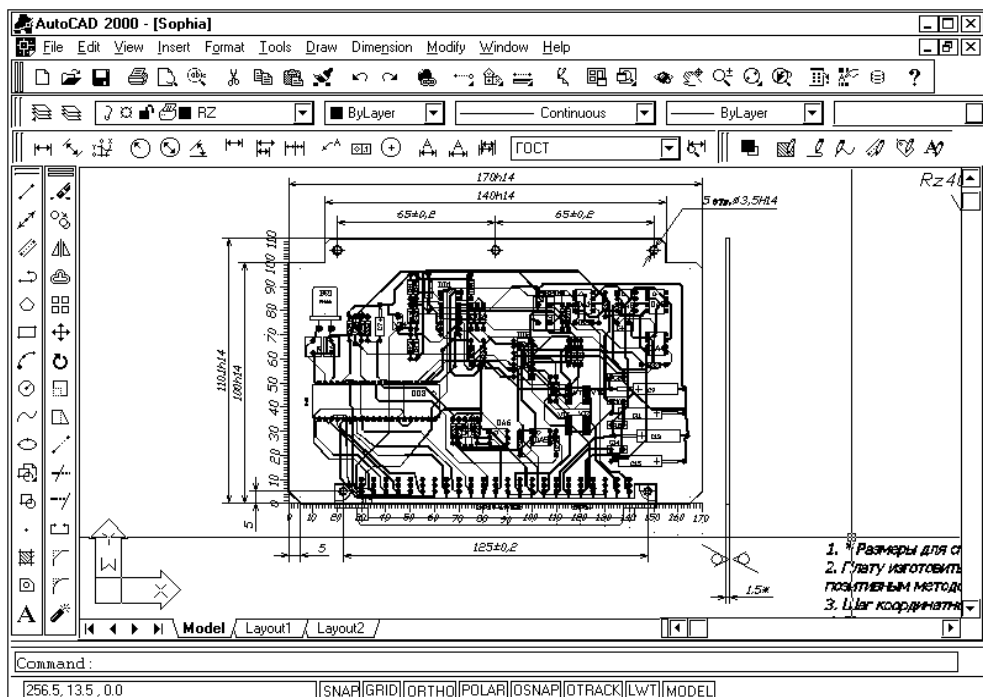 AutoCAD 2000 - [Sophia]
File Edit View Insert Format Tools Draw Dimension Modify Window Help
RZ ByLayer Continuous ByLayer
ГОСТ
170h14
140h14
65±0,2 65±0,2
5 отв.⌀3,5H14
110h14
100h14
110
100
90
80
70
60
50
40
30
20
10
0
DD3
DA6
0 10 20 30 40 50 60 70 80 90 100 110 120 130 140 150 160 170
5
5
125±0,2
1.5*
1. * Размеры для
2. Плату изготовить
позитивным
3. Шаг
W
X
A
Model Layout1 Layout2
Command:
256.5, 13.5, 0.0 SNAP GRID ORTHO POLAR OSNAP OTRACK LWT MODEL